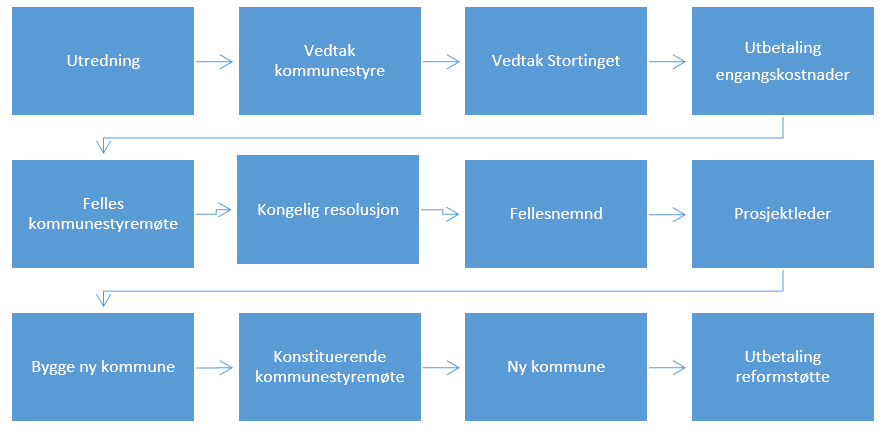 Utredning
Vedtak
kommunestyre
Vedtak Stortinget
Utbetaling
engangskostnader
Felles
kommunestyremøte
Kongelig resolusjon
Fellesnemnd
Prosjektleder
Bygge ny kommune
Konstituerende
kommunestyremøte
Ny kommune
Utbetaling
reformstøtte